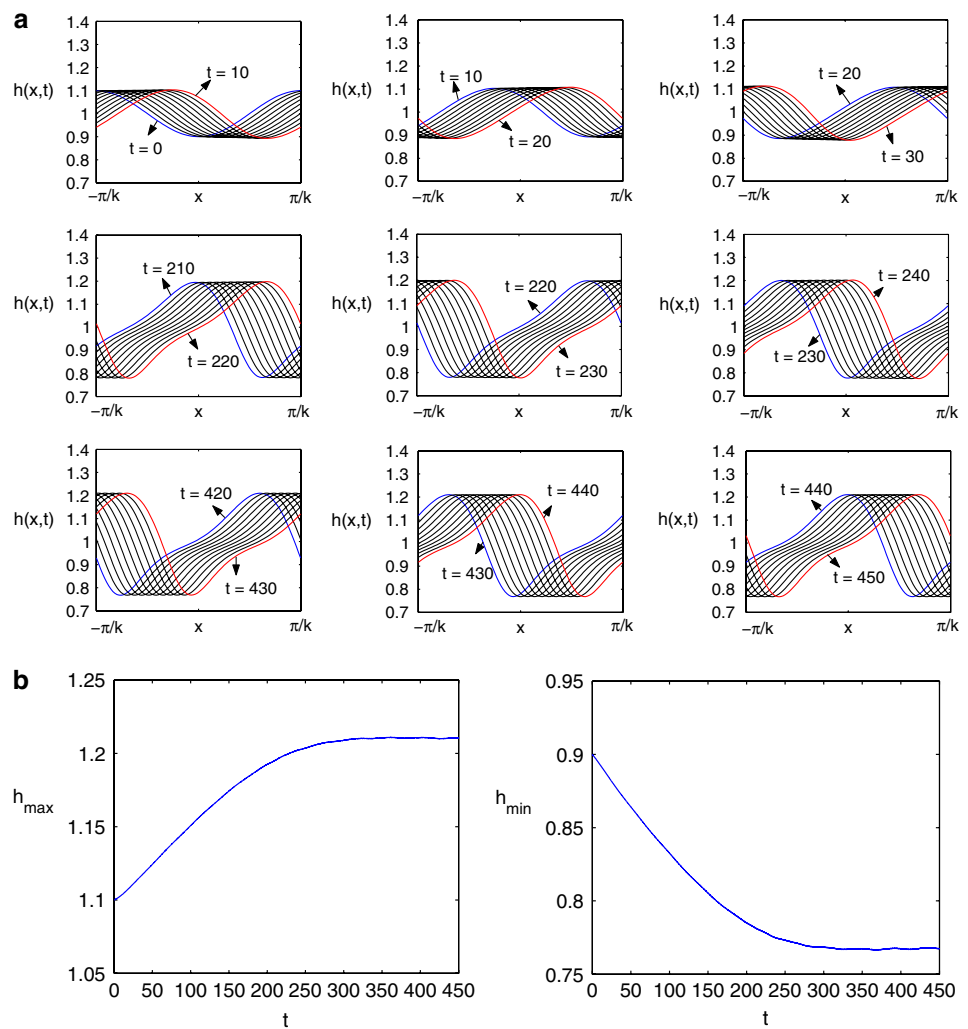 a
1.4 1.4 1.4
1.3 1.3 1.3
1.2 1.2 1.2
1.1 1.1 1.1
1 1 1
0.9 0.9 0.9
0.8 0.8 0.8
0.7 0.7 0.7
h(x,t) h(x,t) h(x,t)
t = 10 t = 10 t = 20
t = 0 t = 20 t = 30
−π/k x π/k −π/k x π/k −π/k x π/k
1.4 1.4 1.4
1.3 1.3 1.3
1.2 1.2 1.2
1.1 1.1 1.1
1 1 1
0.9 0.9 0.9
0.8 0.8 0.8
0.7 0.7 0.7
h(x,t) h(x,t) h(x,t)
t = 210 t = 220 t = 240
t = 220 t = 230 t = 230
−π/k x π/k −π/k x π/k −π/k x π/k
1.4 1.4 1.4
1.3 1.3 1.3
1.2 1.2 1.2
1.1 1.1 1.1
1 1 1
0.9 0.9 0.9
0.8 0.8 0.8
0.7 0.7 0.7
h(x,t) h(x,t) h(x,t)
t = 420 t = 440 t = 440
t = 430 t = 430 t = 450
−π/k x π/k −π/k x π/k −π/k x π/k
b
1.25 0.95
1.2 0.9
hmax hmin
1.15 0.85
1.1 0.8
1.05 0.75
0 50 100 150 200 250 300 350 400 450 0 50 100 150 200 250 300 350 400 450
t t